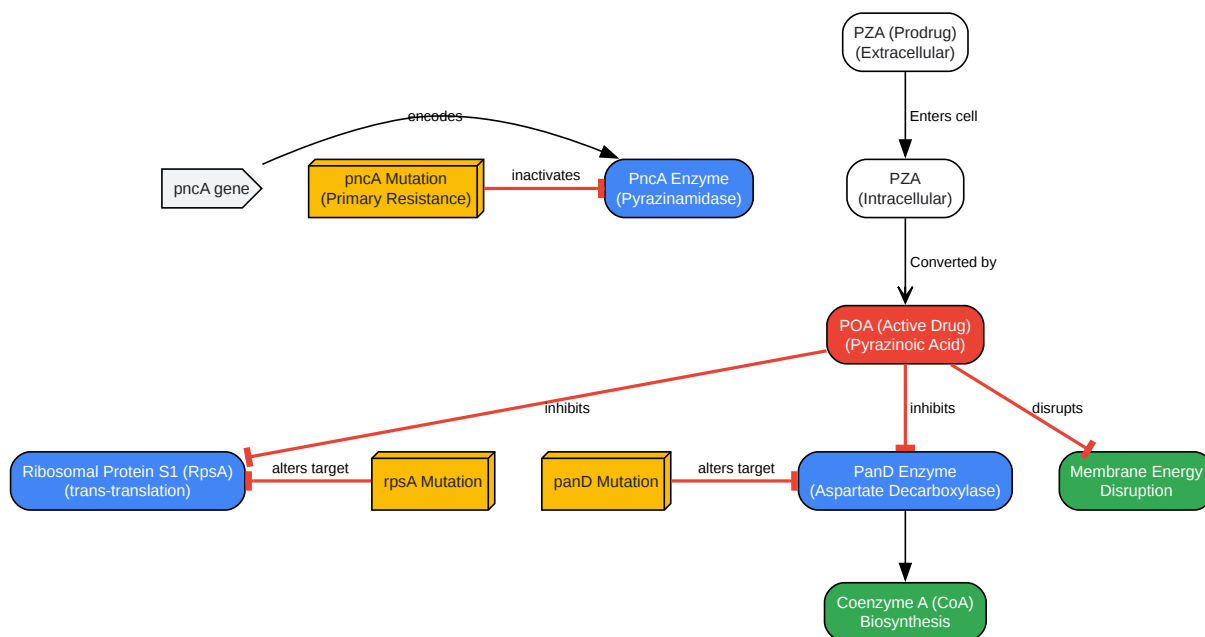 PZA (Prodrug)
(Extracellular)
encodes
Enters cell
pncA gene
pncA Mutation
(Primary Resistance)
inactivates
PncA Enzyme
(Pyrazinamidase)
PZA
(Intracellular)
Converted by
POA (Active Drug)
(Pyrazinoic Acid)
inhibits
inhibits
disrupts
Ribosomal Protein S1 (RpsA)
(trans-translation)
alters target
rpsA Mutation
panD Mutation
alters target
PanD Enzyme
(Aspartate Decarboxylase)
Membrane Energy
Disruption
Coenzyme A (CoA)
Biosynthesis